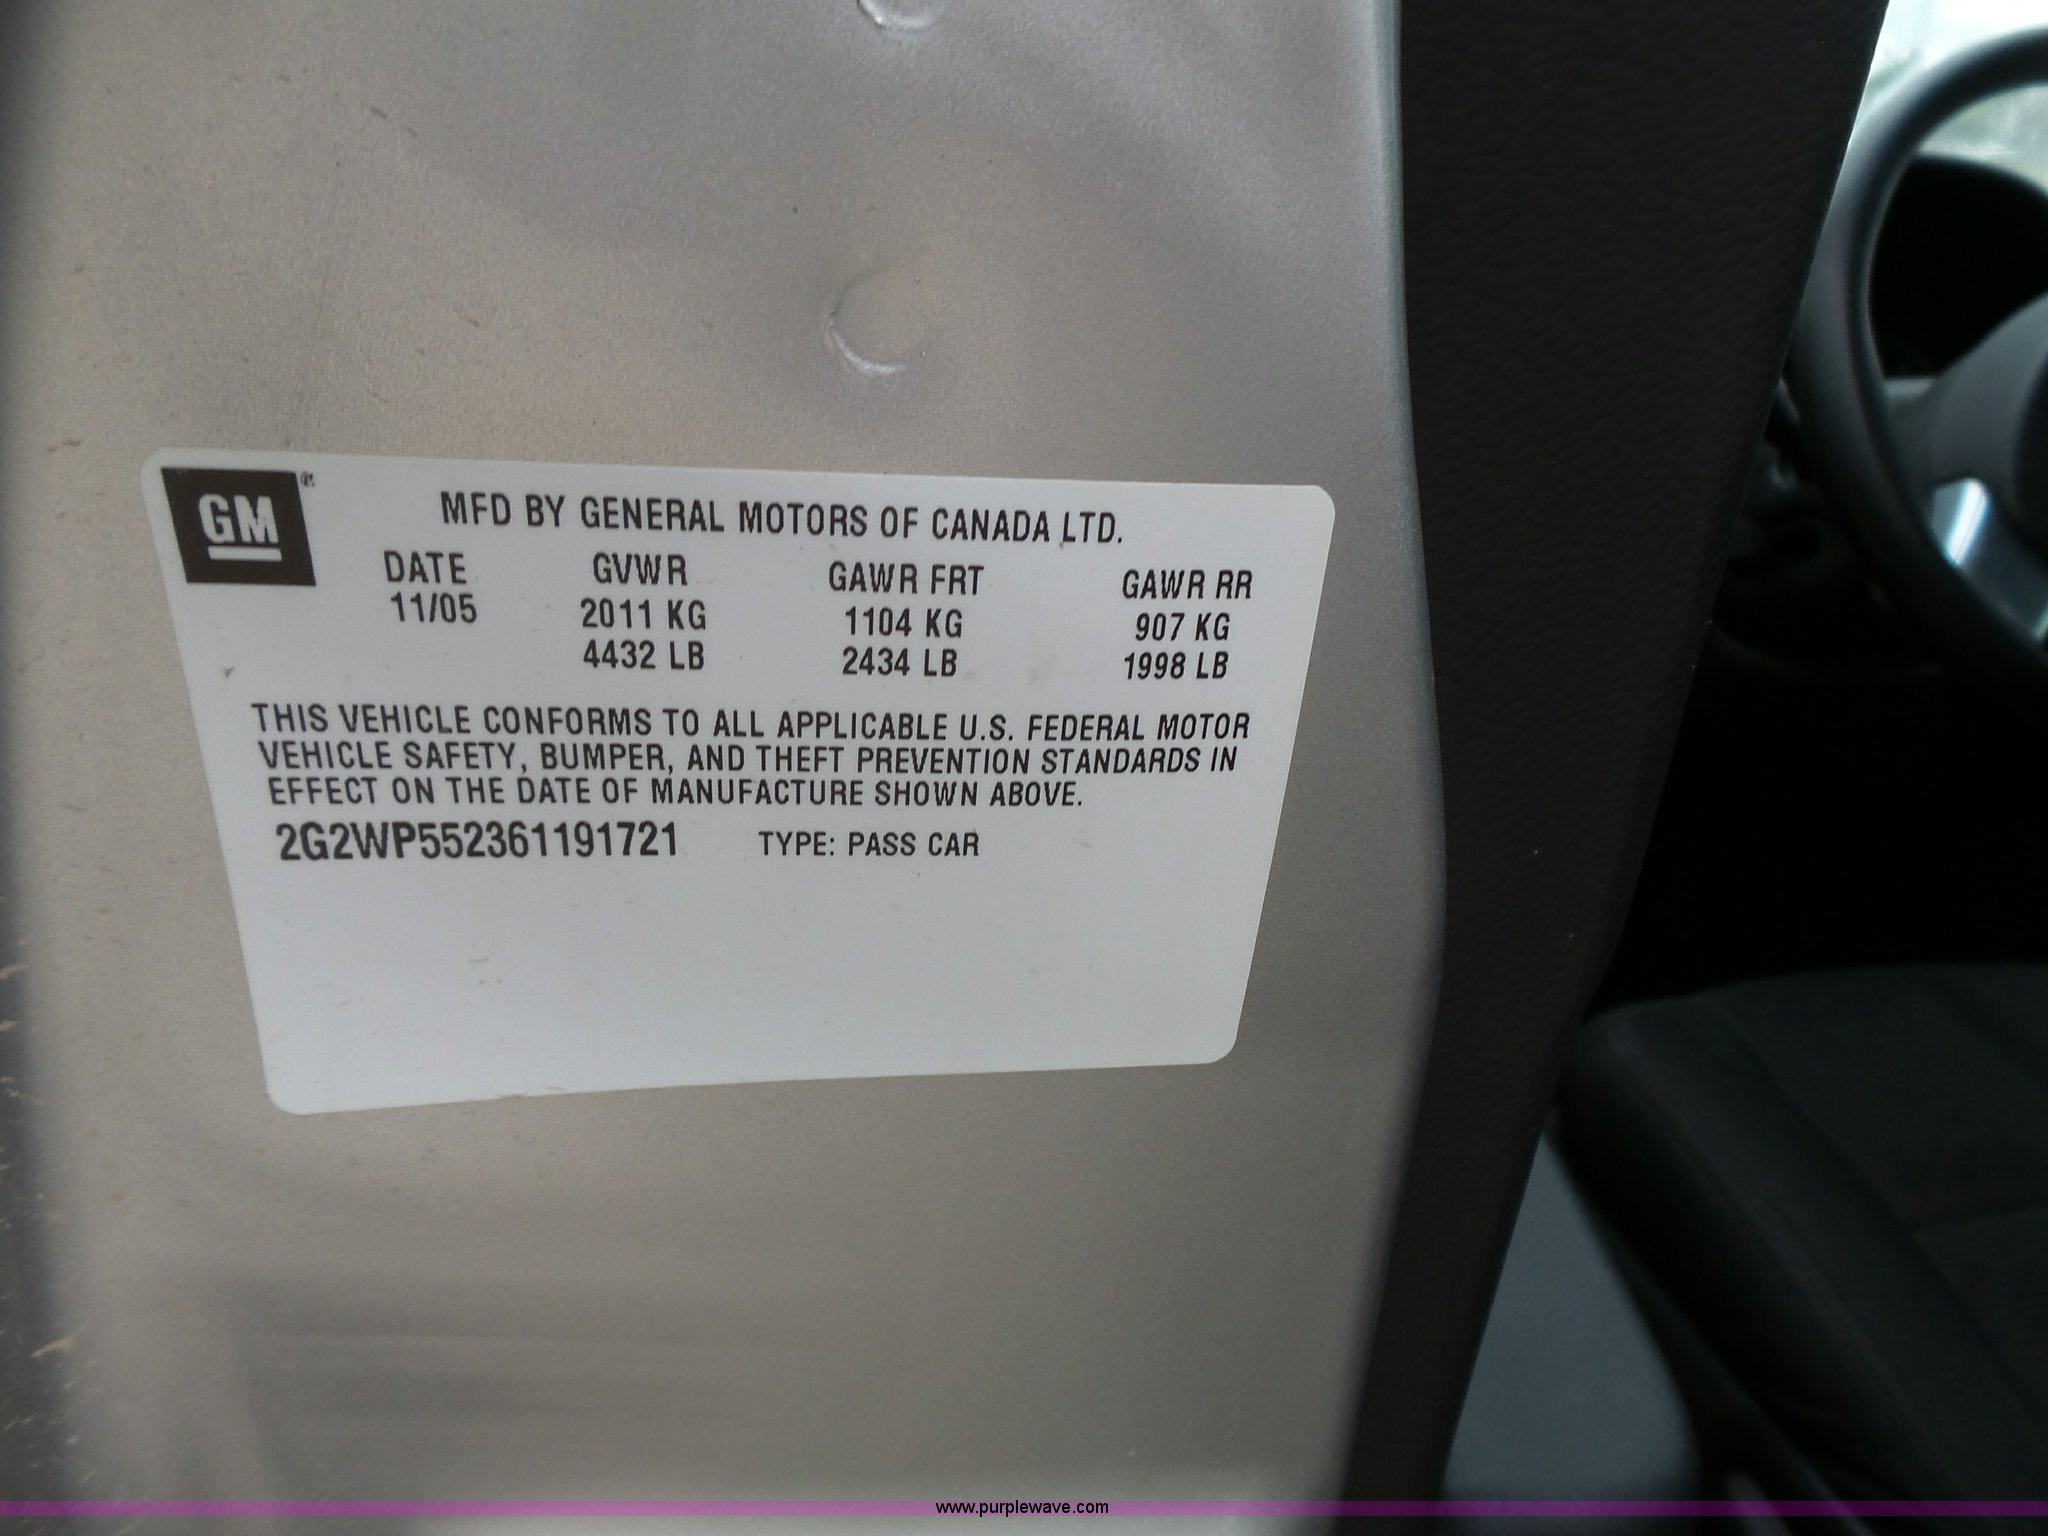 GM®
MFD BY GENERAL MOTORS OF CANADA LTD.
DATE GVWR GAWR FRT GAWR RR
11/05 2011 KG 1104 KG 907 KG
4432 LB 2434 LB 1998 LB
THIS VEHICLE CONFORMS TO ALL APPLICABLE U.S. FEDERAL MOTOR
VEHICLE SAFETY, BUMPER, AND THEFT PREVENTION STANDARDS IN
EFFECT ON THE DATE OF MANUFACTURE SHOWN ABOVE.
2G2WP552361191721 TYPE: PASS CAR
www.purplewave.com